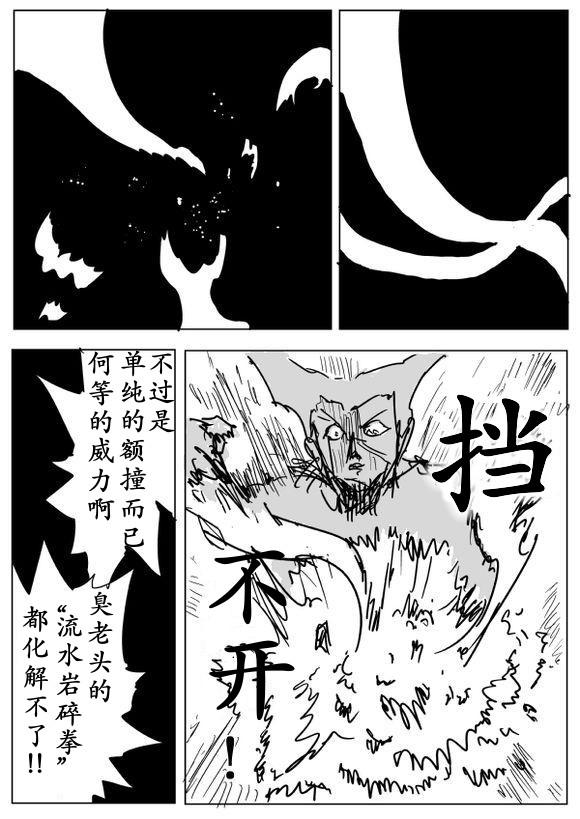 挡
不开！
不过是
单纯的额撞而已
何等的威力啊
臭老头的
“流水岩碎拳”
都化解不了!!